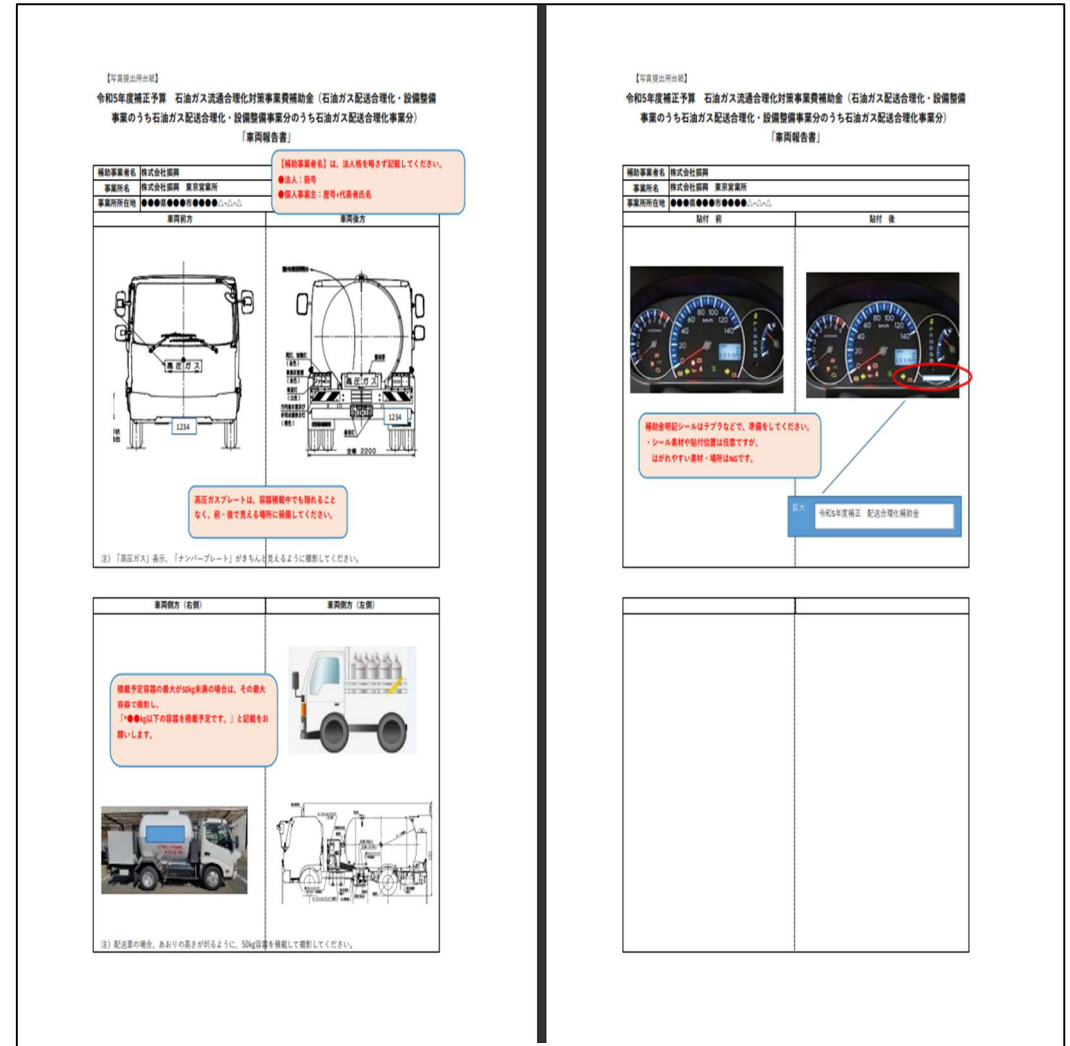 【写真提出用台紙】
令和5年度補正予算　石油ガス流通合理化対策事業費補助金（石油ガス配送合理化・設備整備
事業のうち石油ガス配送合理化・設備整備事業分のうち石油ガス配送合理化事業分）
「車両報告書」
【補助事業者名】は、法人格を略さず記載してください。
●法人：商号
●個人事業主：屋号+代表者氏名
補助事業者名 株式会社振興
事業所名 株式会社振興　東京営業所
事業所所在地 ●●●県●●●市●●●●△-△-△
車両前方 車両後方
高圧ガス
高圧ガス
1234
1234
全幅 2200
高圧ガスプレートは、容器積載中でも隠れること
なく、前・後で見える場所に装備してください。
注）「高圧ガス」表示、「ナンバープレート」がきちんと見えるように撮影してください。
車両側方（右側） 車両側方（左側）
積載予定容器の最大が50kg未満の場合は、その最大
容器で撮影し、
「*●●kg以下の容器を積載予定です。」と記載をお
願いします。
注）配送車の場合、あおりの高さが判るように、50kg容器を積載して撮影してください。
【写真提出用台紙】
令和5年度補正予算　石油ガス流通合理化対策事業費補助金（石油ガス配送合理化・設備整備
事業のうち石油ガス配送合理化・設備整備事業分のうち石油ガス配送合理化事業分）
「車両報告書」
補助事業者名 株式会社振興
事業所名 株式会社振興　東京営業所
事業所所在地 ●●●県●●●市●●●●△-△-△
貼付　前 貼付　後
補助金明記シールはテプラなどで、準備をしてください。
・シール素材や貼付位置は任意ですが、
はがれやすい素材・場所はNGです。
拡大
令和5年度補正　配送合理化補助金